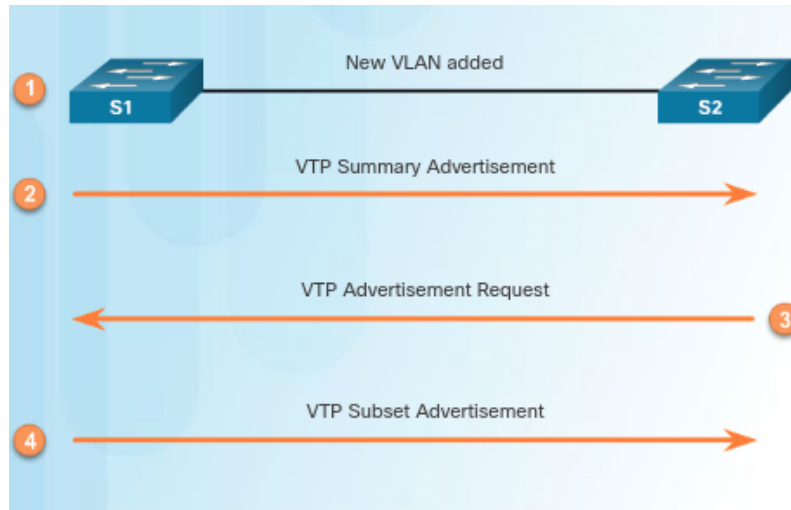 New VLAN added
1
S1
S2
VTP Summary Advertisement
2
VTP Advertisement Request
3
VTP Subset Advertisement
4